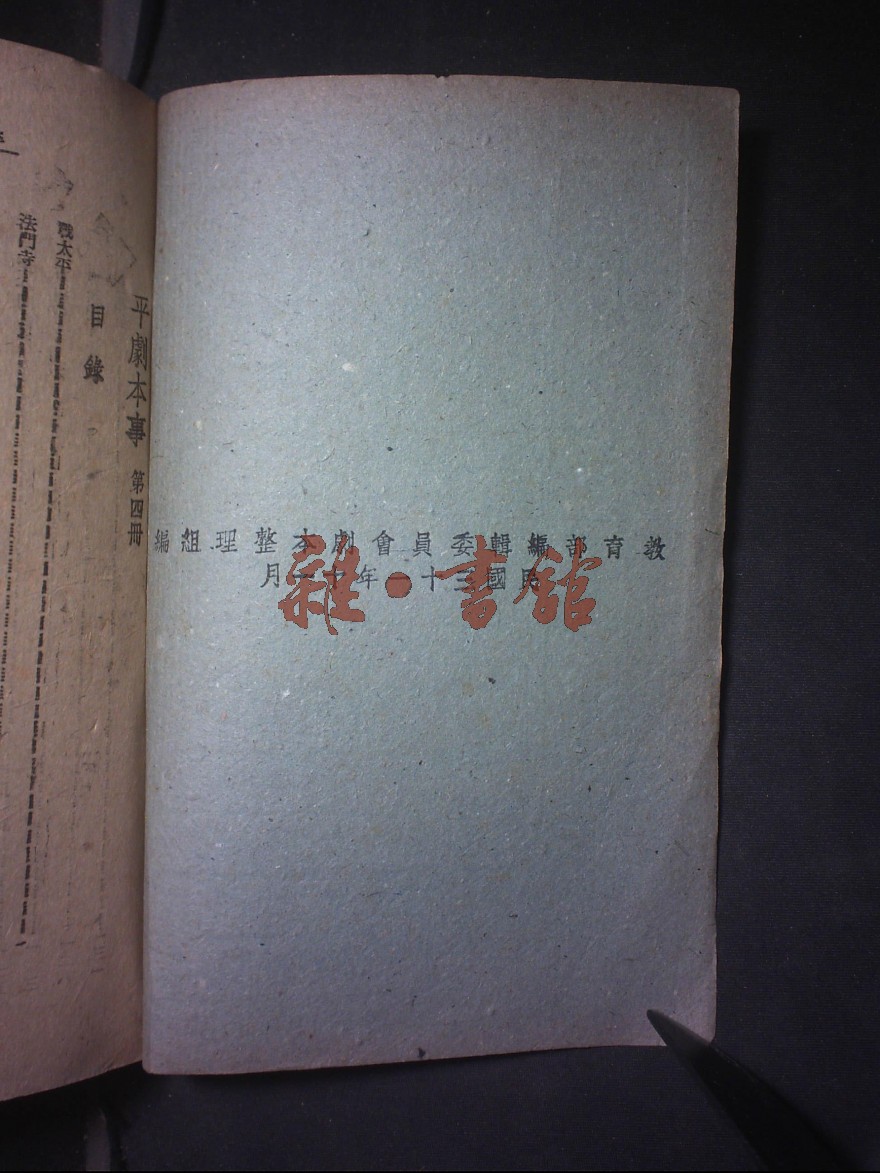 教育部編輯委員會劇本整理組編
民國三十一年十一月
雜·書館
平劇本事 第四冊
目錄
戰太平
法門寺